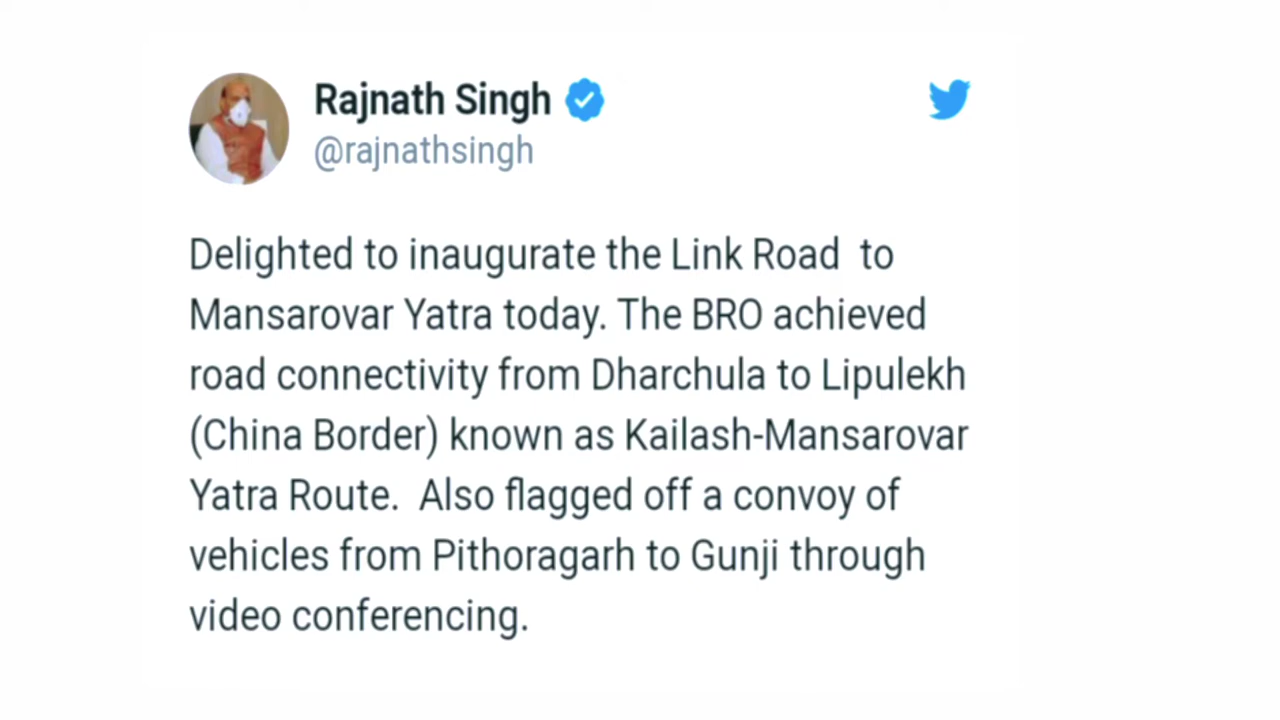 Rajnath Singh
@rajnathsingh
Delighted to inaugurate the Link Road  to
Mansarovar Yatra today. The BRO achieved
road connectivity from Dharchula to Lipulekh
(China Border) known as Kailash-Mansarovar
Yatra Route.  Also flagged off a convoy of
vehicles from Pithoragarh to Gunji through
video conferencing.